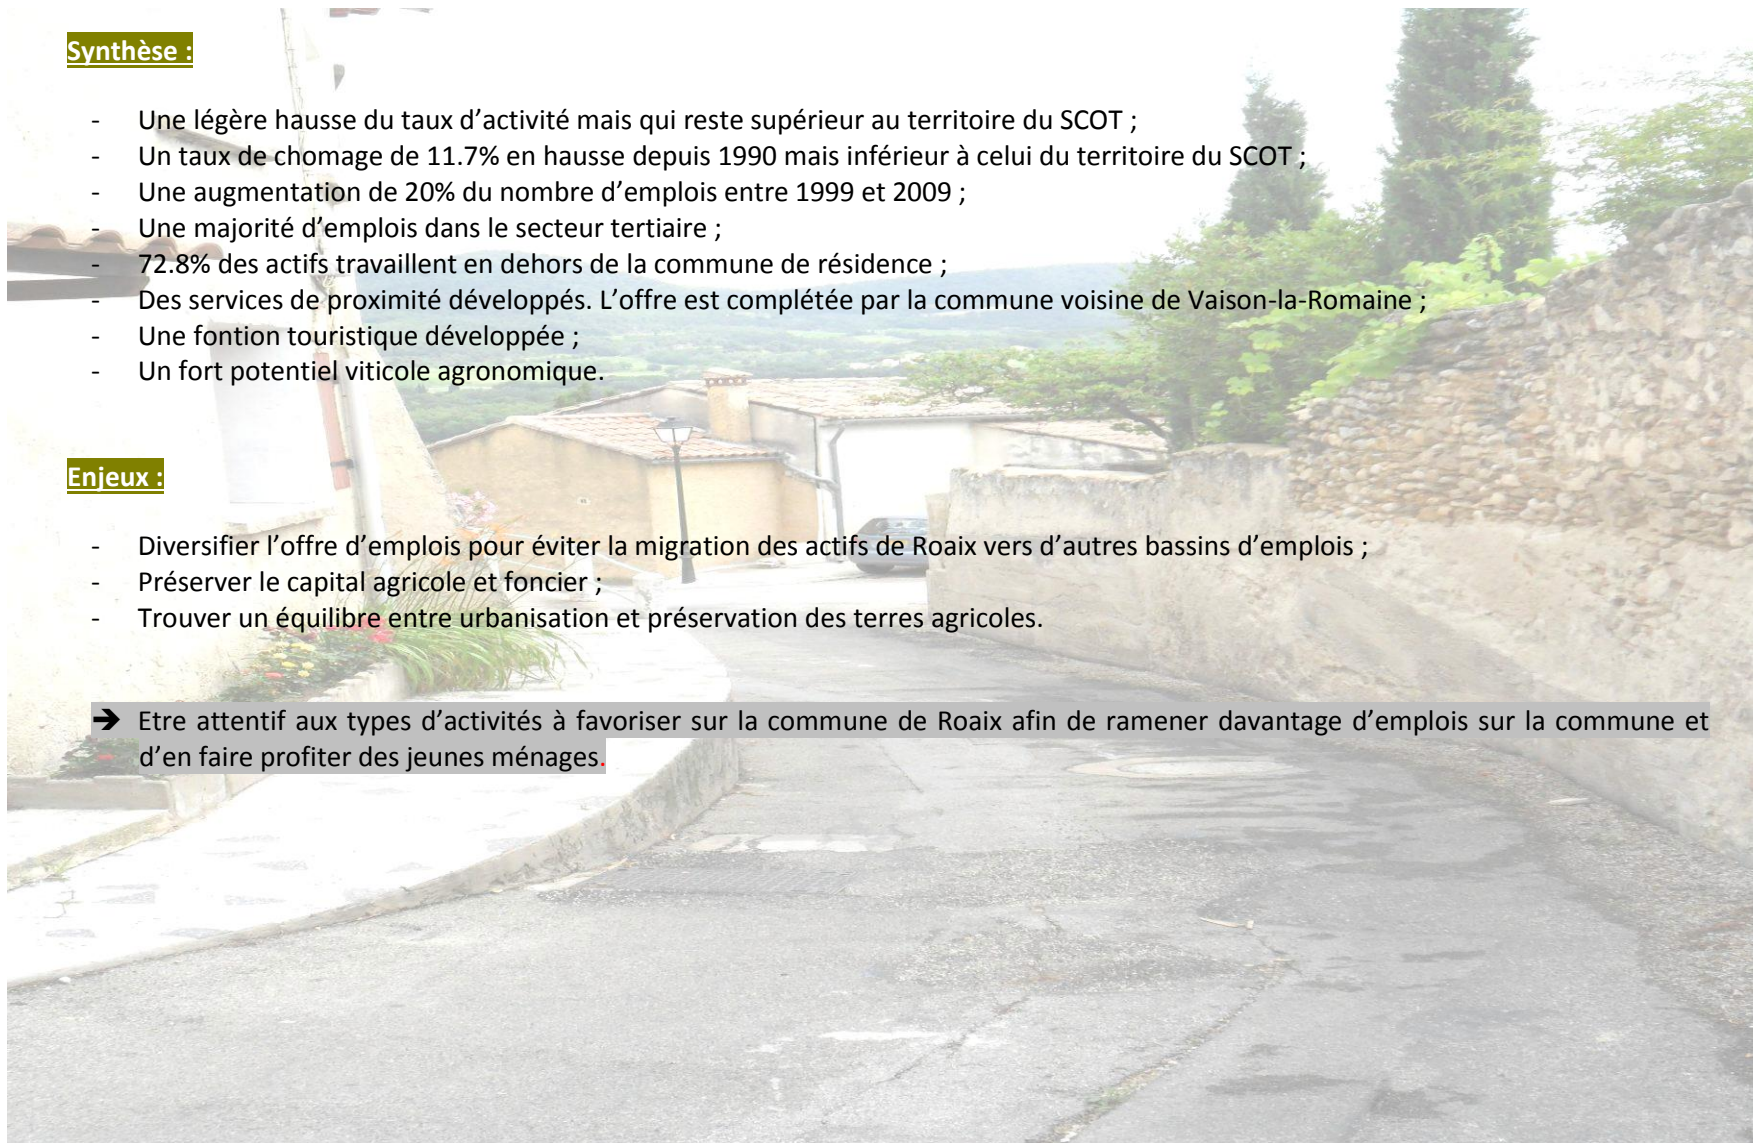 Synthèse :
- Une légère hausse du taux d’activité mais qui reste supérieur au territoire du SCOT ;
- Un taux de chomage de 11.7% en hausse depuis 1990 mais inférieur à celui du territoire du SCOT ;
- Une augmentation de 20% du nombre d’emplois entre 1999 et 2009 ;
- Une majorité d’emplois dans le secteur tertiaire ;
- 72.8% des actifs travaillent en dehors de la commune de résidence ;
- Des services de proximité développés. L’offre est complétée par la commune voisine de Vaison-la-Romaine ;
- Une fontion touristique développée ;
- Un fort potentiel viticole agronomique.
Enjeux :
- Diversifier l’offre d’emplois pour éviter la migration des actifs de Roaix vers d’autres bassins d’emplois ;
- Préserver le capital agricole et foncier ;
- Trouver un équilibre entre urbanisation et préservation des terres agricoles.
➔ Etre attentif aux types d’activités à favoriser sur la commune de Roaix afin de ramener davantage d’emplois sur la commune et
d’en faire profiter des jeunes ménages.